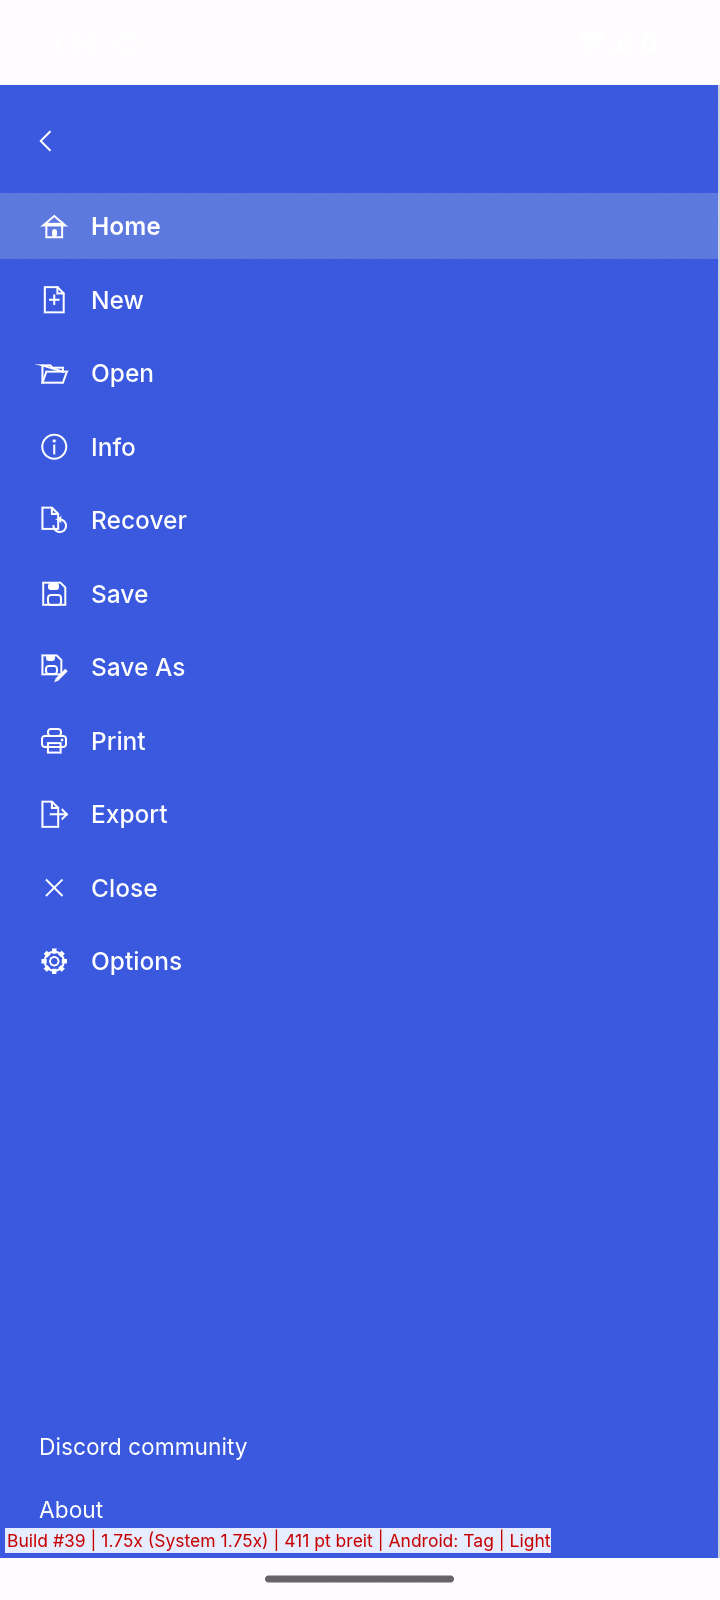 Home
New
Open
Info
Recover
Save
Save As
Print
Export
Close
Options
Discord community
About
Build #39 | 1.75x (System 1.75x) | 411 pt breit | Android: Tag | Light